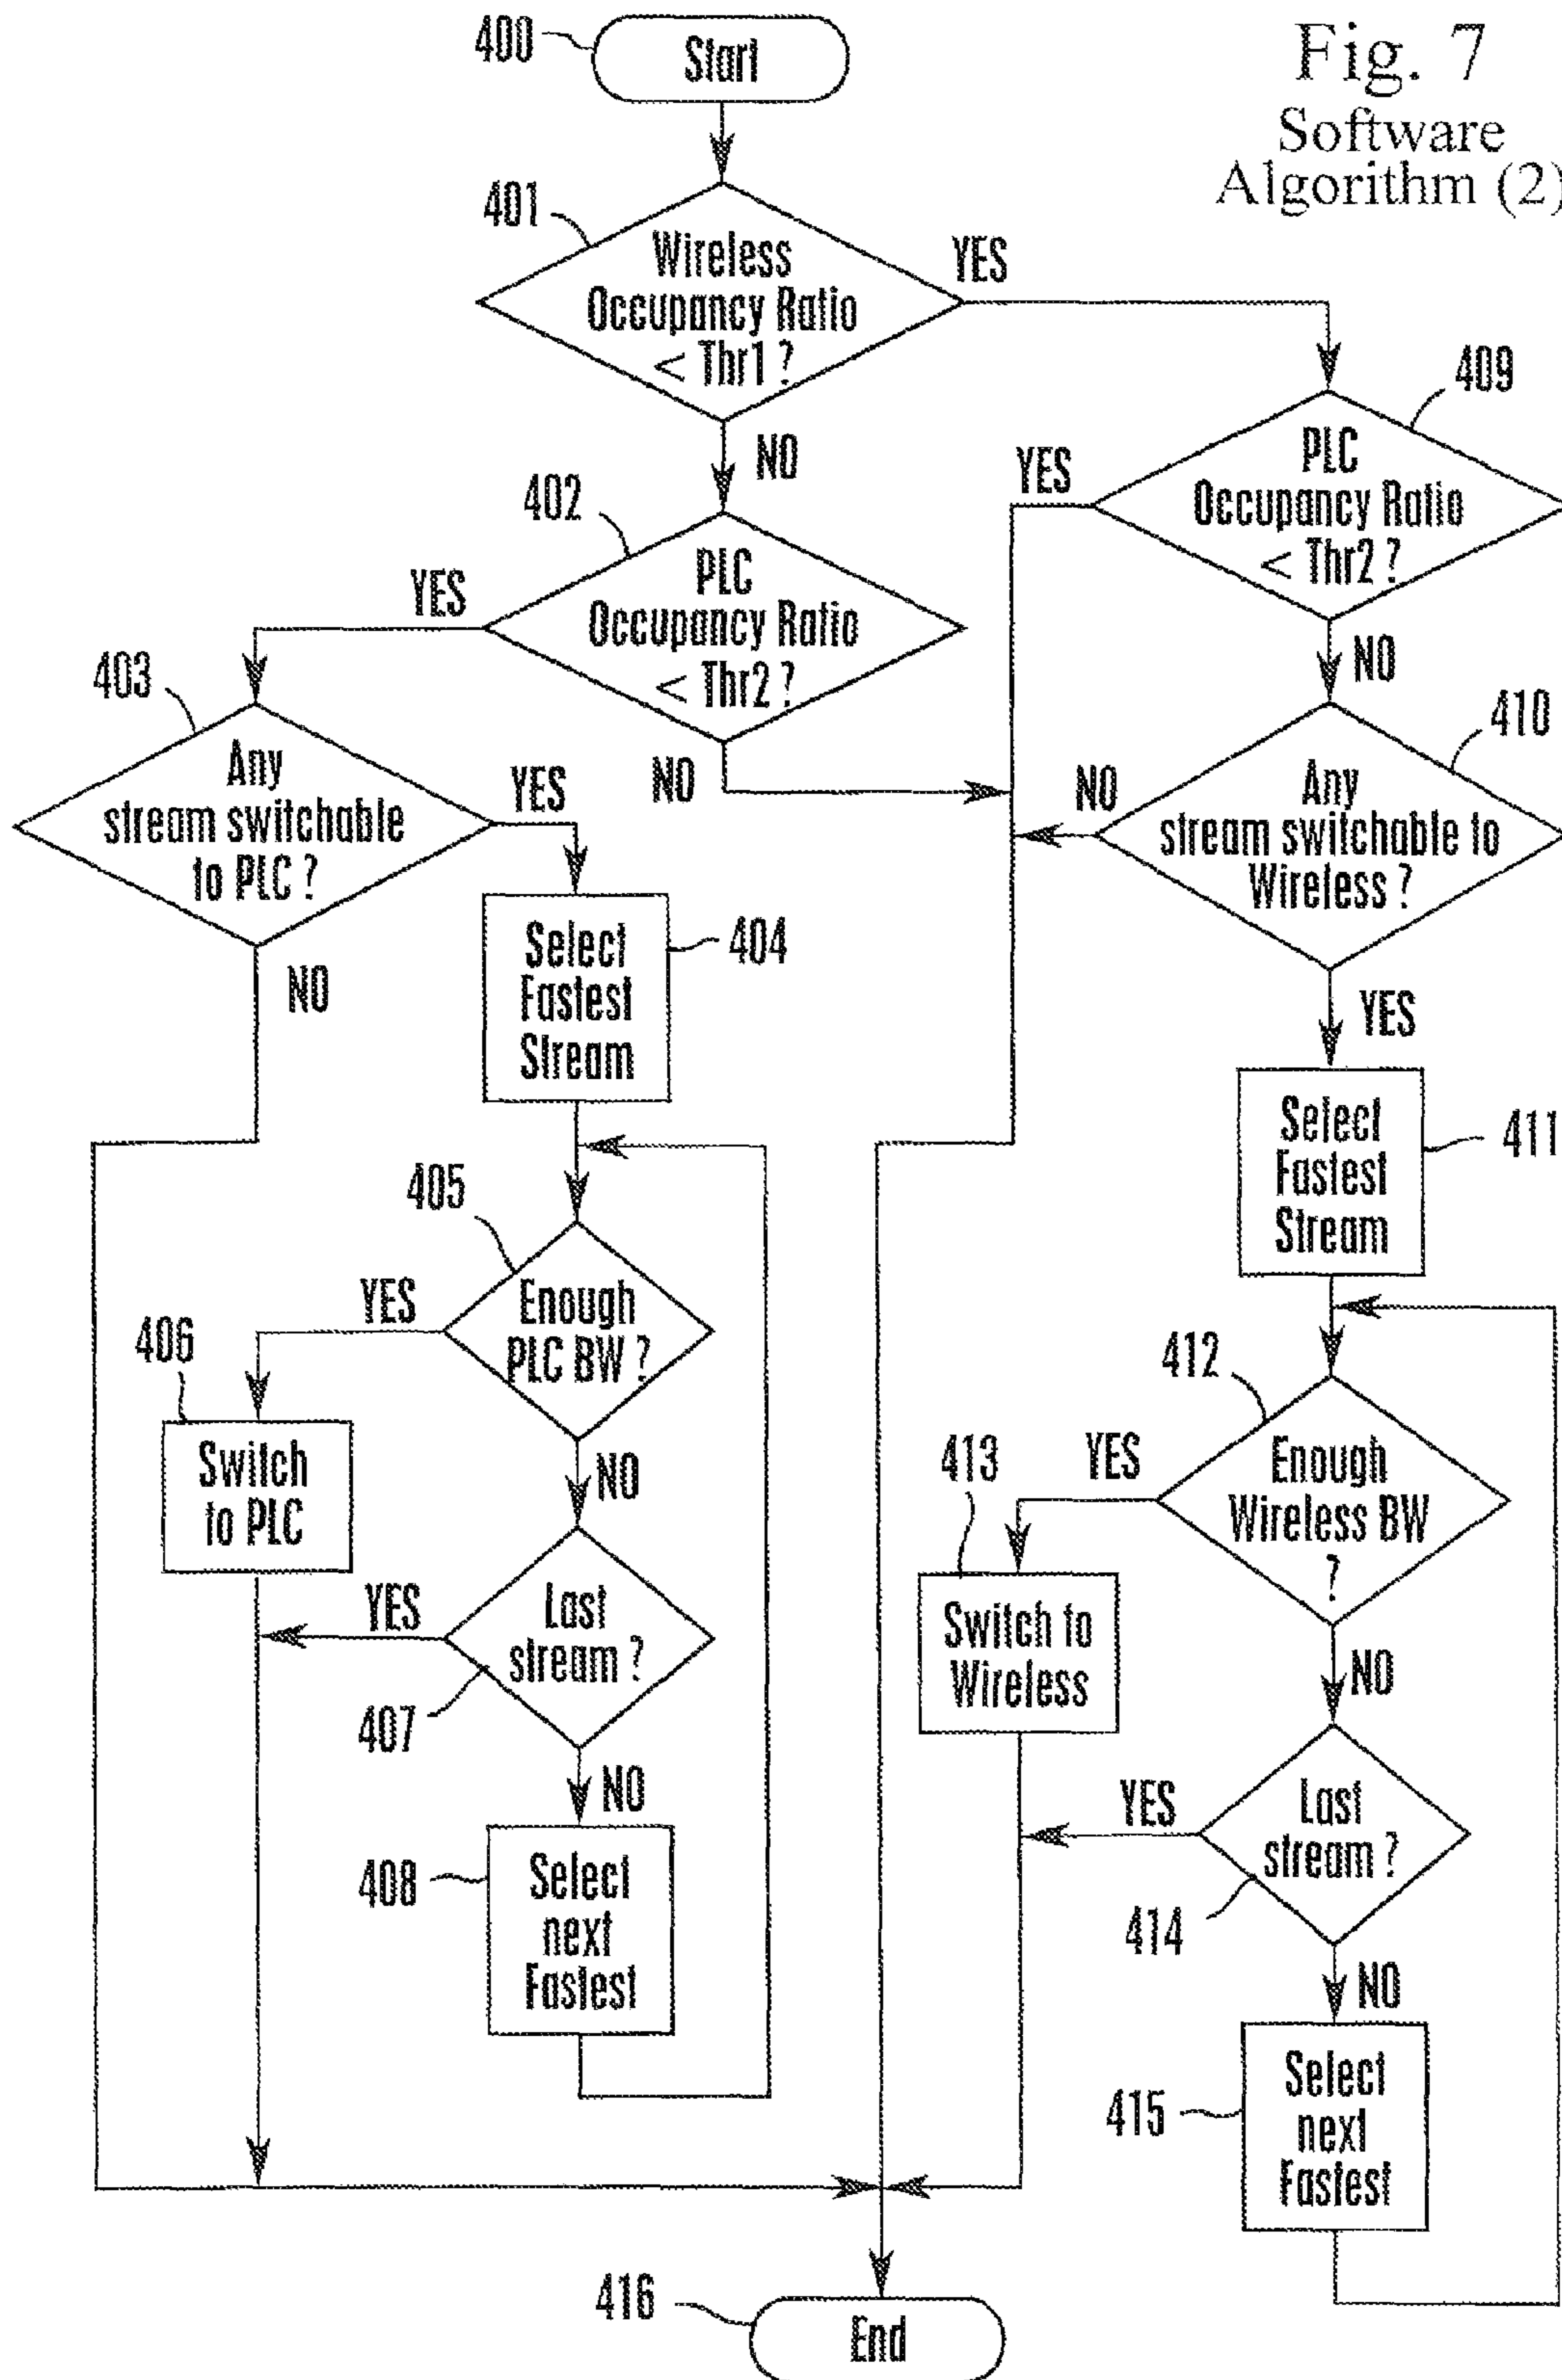 Fig. 7
Software
Algorithm (2)
400
Start
401
Wireless
Occupancy Ratio
< Thr1 ?
YES
NO
409
PLC
Occupancy Ratio
< Thr2 ?
YES
NO
402
PLC
Occupancy Ratio
< Thr2 ?
YES
NO
403
Any
stream switchable
to PLC ?
YES
NO
410
Any
stream switchable to
Wireless ?
NO
YES
404
Select
Fastest
Stream
411
Select
Fastest
Stream
405
Enough
PLC BW ?
YES
NO
406
Switch
to PLC
412
Enough
Wireless BW
?
YES
NO
413
Switch to
Wireless
407
Last
stream ?
YES
NO
408
Select
next
Fastest
414
Last
stream ?
YES
NO
415
Select
next
Fastest
416
End